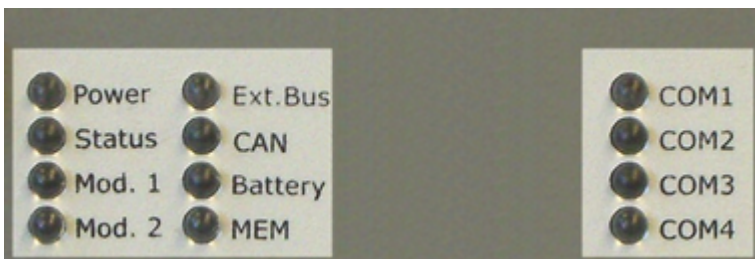 Power
Status
Mod. 1
Mod. 2
Ext.Bus
CAN
Battery
MEM
COM1
COM2
COM3
COM4